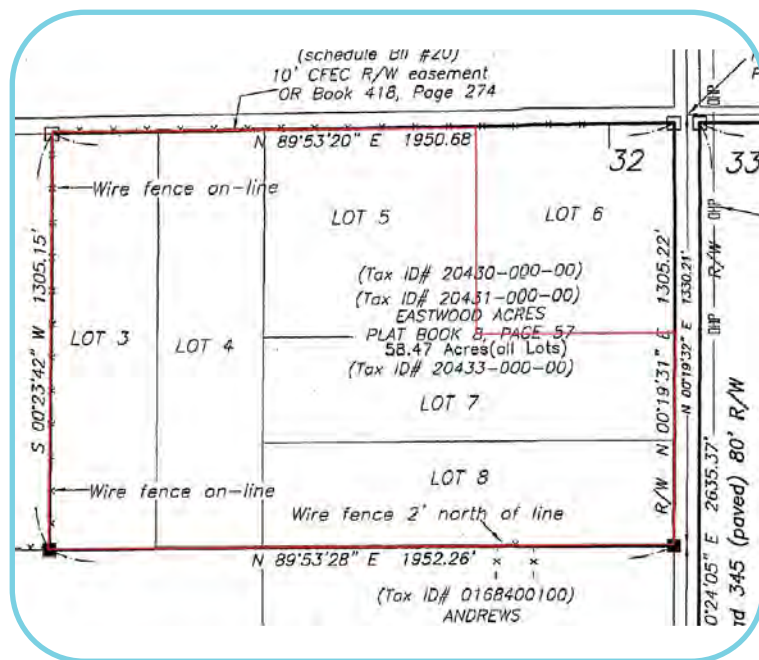 (schedule BII #20)
10' CFEC R/W easement
OR Book 418, Page 274
N 89°53'20" E 1950.68
32
33
Wire fence on-line
LOT 5
LOT 6
S 00°23'42" W 1305.15'
LOT 3
LOT 4
(Tax ID# 20430-000-00)
(Tax ID# 20431-000-00)
EASTWOOD ACRES
PLAT BOOK 8, PAGE 57
58.47 Acres(all Lots)
(Tax ID# 20433-000-00)
LOT 7
LOT 8
Wire fence on-line
Wire fence 2' north of line
N 89°53'28" E 1952.26'
(Tax ID# 0168400100)
ANDREWS
R/W N 00°19'31" E 1305.22'
N 00°19'32" E 1330.21'
OHP R/W OHP OHP
0°24'05" E 2635.37'
345 (paved) 80' R/W